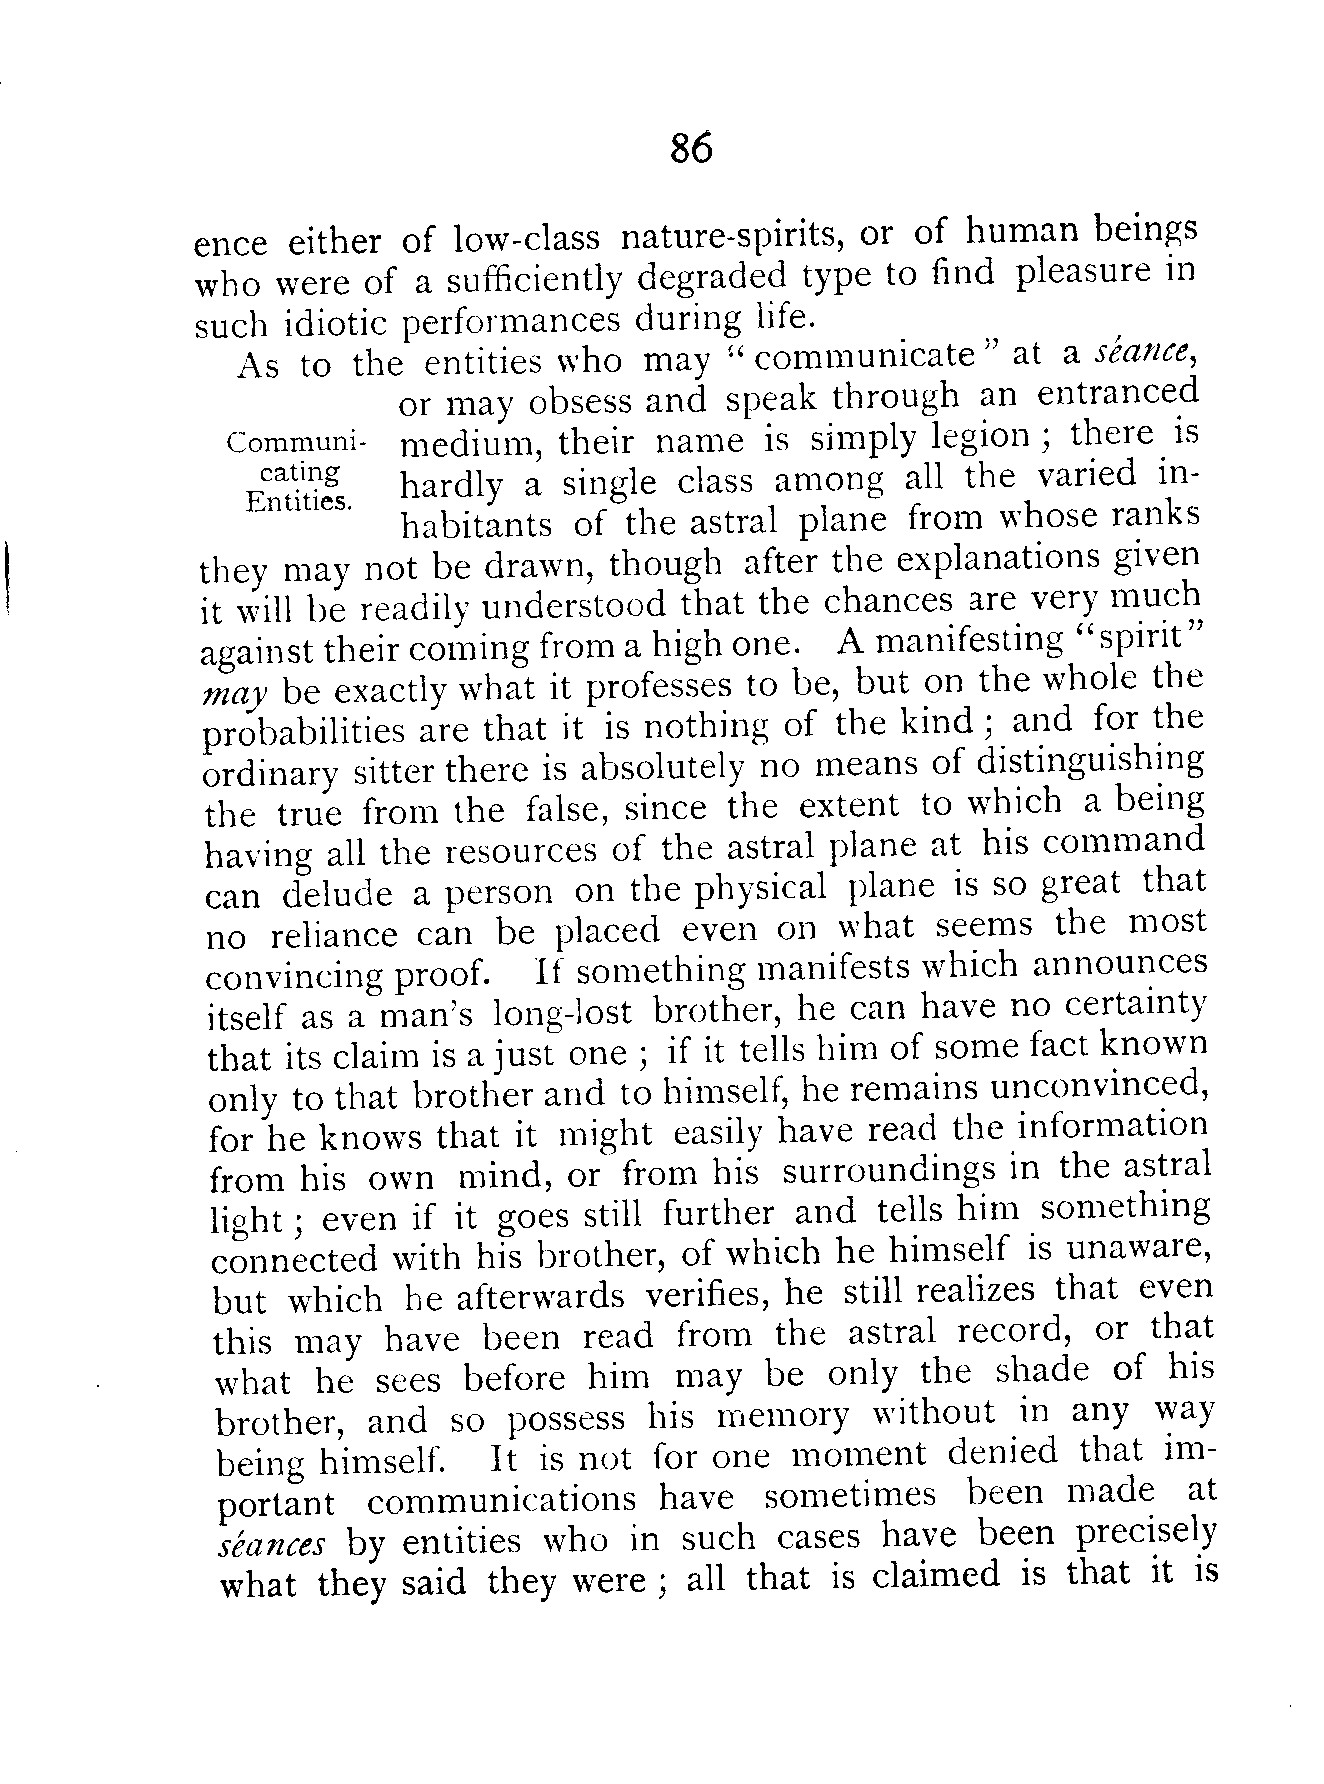 86
ence either of low-class nature-spirits, or of human beings
who were of a sufficiently degraded type to find pleasure in
such idiotic performances during life.
As to the entities who may “ communicate ” at a séance,
or may obsess and speak through an entranced
Communi-
cating
Entities.
medium, their name is simply legion ; there is
hardly a single class among all the varied in-
habitants of the astral plane from whose ranks
they may not be drawn, though after the explanations given
it will be readily understood that the chances are very much
against their coming from a high one. A manifesting “spirit”
may be exactly what it professes to be, but on the whole the
probabilities are that it is nothing of the kind ; and for the
ordinary sitter there is absolutely no means of distinguishing
the true from the false, since the extent to which a being
having all the resources of the astral plane at his command
can delude a person on the physical plane is so great that
no reliance can be placed even on what seems the most
convincing proof. If something manifests which announces
itself as a man's long-lost brother, he can have no certainty
that its claim is a just one ; if it tells him of some fact known
only to that brother and to himself, he remains unconvinced,
for he knows that it might easily have read the information
from his own mind, or from his surroundings in the astral
light ; even if it goes still further and tells him something
connected with his brother, of which he himself is unaware,
but which he afterwards verifies, he still realizes that even
this may have been read from the astral record, or that
what he sees before him may be only the shade of his
brother, and so possess his memory without in any way
being himself. It is not for one moment denied that im-
portant communications have sometimes been made at
séances by entities who in such cases have been precisely
what they said they were ; all that is claimed is that it is